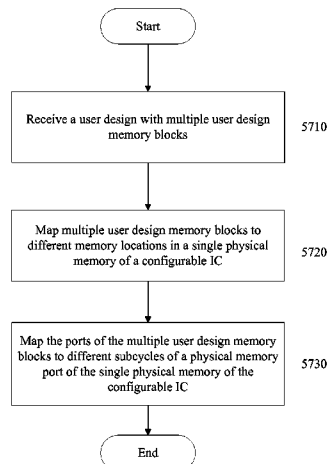 Start
Receive a user design with multiple user design
memory blocks
5710
Map multiple user design memory blocks to
different memory locations in a single physical
memory of a configurable IC
5720
Map the ports of the multiple user design memory
blocks to different subcycles of a physical memory
port of the single physical memory of the
configurable IC
5730
End